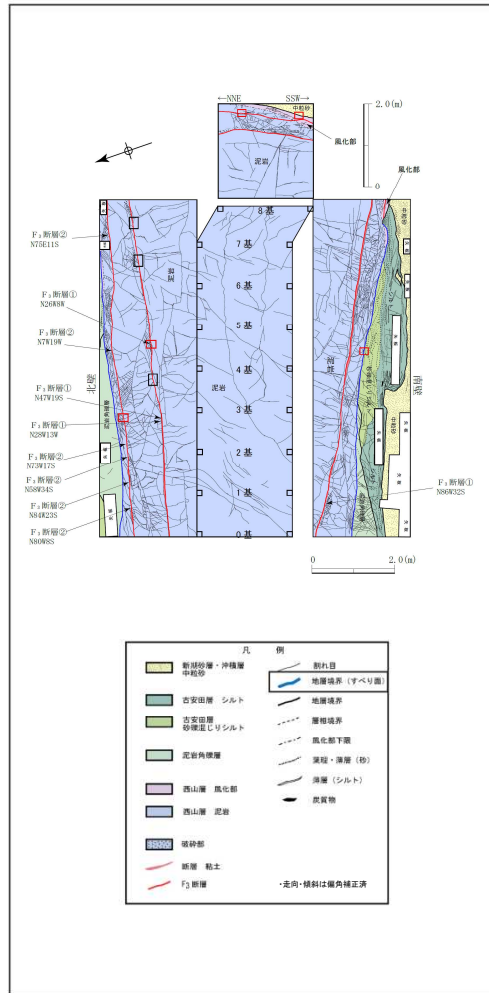 ←NNE SSW→
中粒砂
2.0(m)
0
風化部
泥岩
風化部
8基
7基
6基
5基
4基
3基
2基
1基
0基
泥岩
泥岩
泥岩
中粒砂
中粒砂
北壁
南壁
泥岩角礫層
F₃断層②
N75E11S
F₃断層①
N26W8W
F₃断層②
N7W19W
F₃断層①
N47W19S
F₃断層①
N28W13W
F₃断層②
N73W17S
F₃断層②
N58W34S
F₃断層②
N84W23S
F₃断層②
N80W8S
F₃断層①
N86W32S
0 2.0(m)
凡 例
新期砂層・沖積層
中粒砂
古安田層 シルト
古安田層
砂礫混じりシルト
泥岩角礫層
西山層 風化部
西山層 泥岩
破砕部
断層 粘土
F₃断層
割れ目
地層境界(すべり面)
地層境界
層相境界
風化部下限
葉理・薄層(砂)
薄層(シルト)
炭質物
・走向・傾斜は偏角補正済